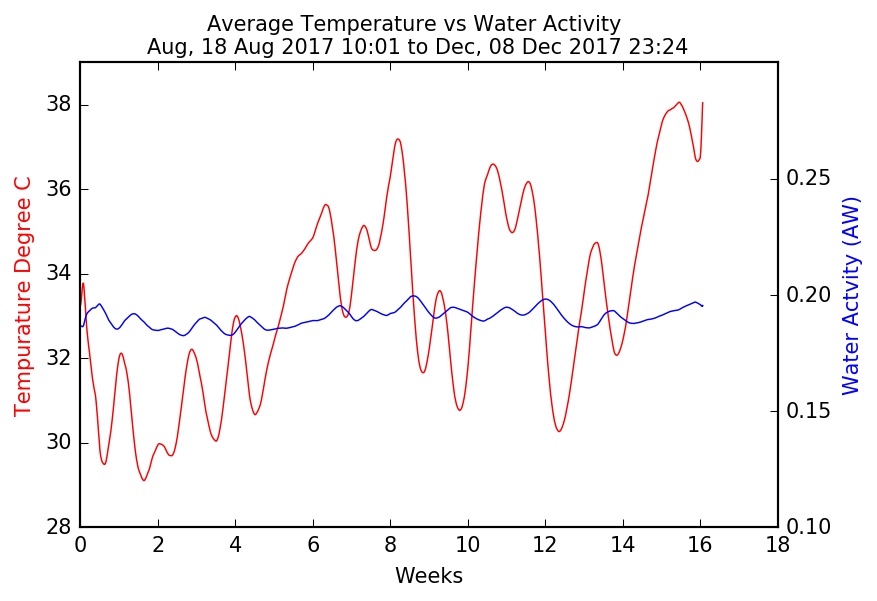 Average Temperature vs Water Activity
Aug, 18 Aug 2017 10:01 to Dec, 08 Dec 2017 23:24
38
36
34
32
30
28
Tempurature Degree C
0.25
0.20
0.15
0.10
Water Actvity (AW)
0 2 4 6 8 10 12 14 16 18
Weeks